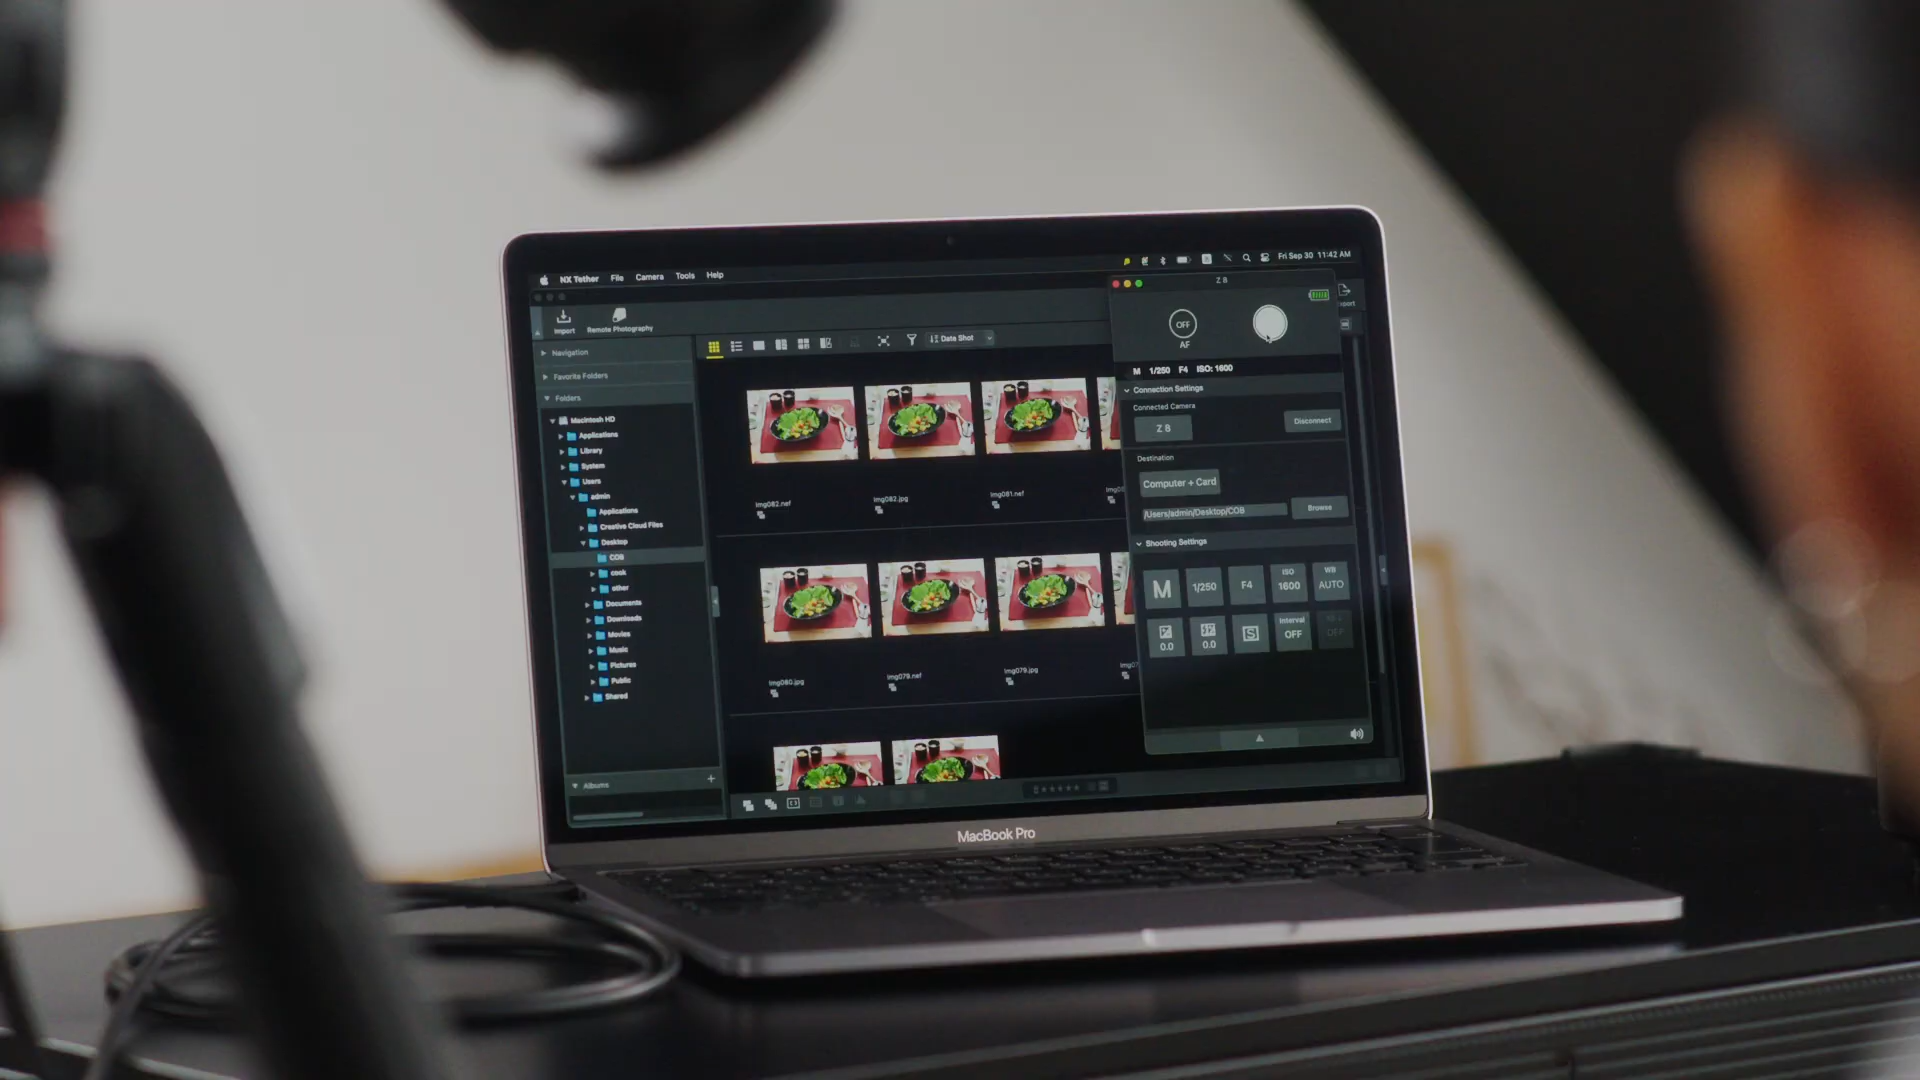 NX Tether File Camera Tools Help
Fri Sep 30 11:42 AM
Import
Remote Photography
Navigation
Favorite Folders
Folders
Macintosh HD
Applications
Library
System
Users
admin
Applications
Creative Cloud Files
Desktop
COB
cook
other
Documents
Downloads
Movies
Music
Pictures
Public
Shared
Albums
Data Shot
Img082.nef
Img082.jpg
Img081.nef
Img080.jpg
Img079.nef
Img079.jpg
Z 8
OFF
AF
M 1/250 F4 ISO: 1600
Connection Settings
Connected Camera
Z 8
Disconnect
Destination
Computer + Card
/Users/admin/Desktop/COB
Browse
Shooting Settings
M
1/250
F4
ISO
1600
WB
AUTO
0.0
0.0
S
Interval
OFF
MacBook Pro